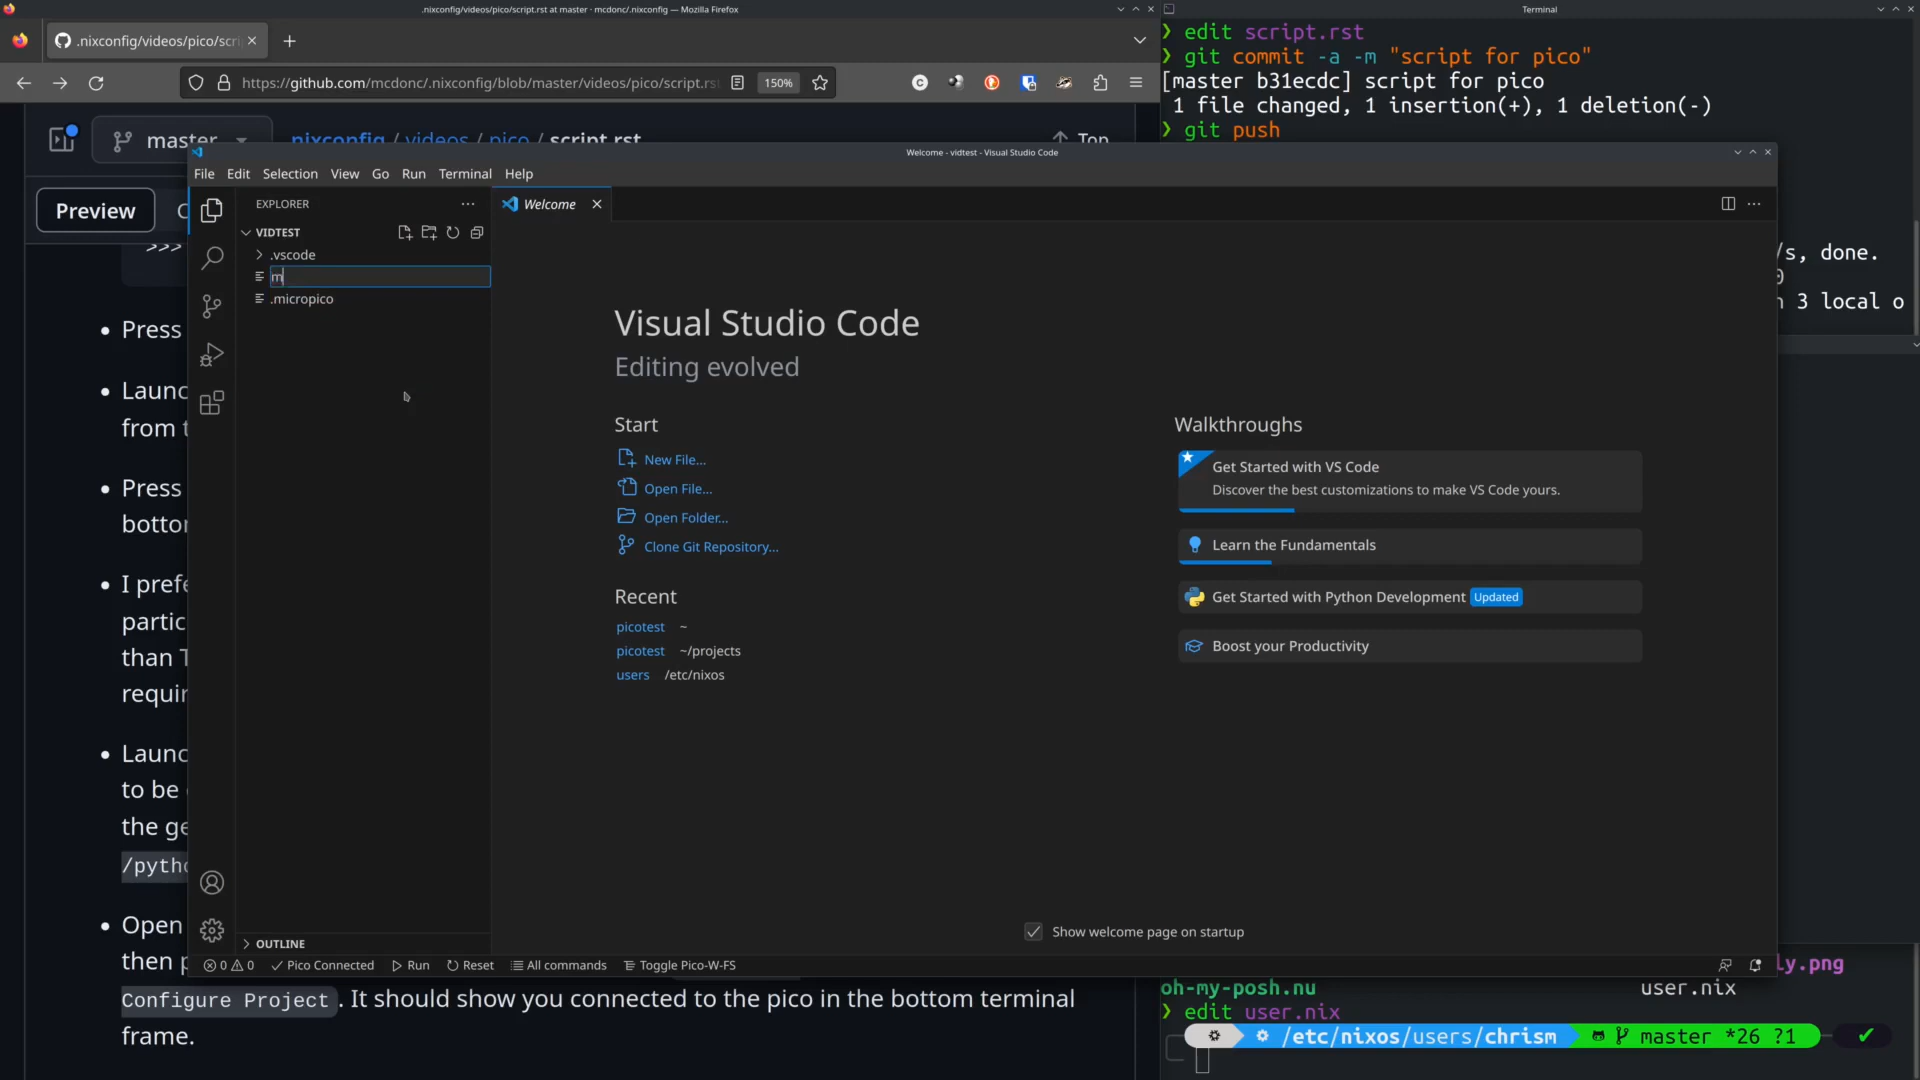 .nixconfig/videos/pico/script.rst at master · mcdonc/.nixconfig — Mozilla Firefox
Terminal
.nixconfig/videos/pico/scri
https://github.com/mcdonc/.nixconfig/blob/master/videos/pico/script.rs
150%
master
nixconfig / videos / pico / script.rst
Top
Preview
>>>
❯ edit script.rst
❯ git commit -a -m "script for pico"
[master b31ecdc] script for pico
1 file changed, 1 insertion(+), 1 deletion(-)
❯ git push
Welcome - vidtest - Visual Studio Code
File Edit Selection View Go Run Terminal Help
EXPLORER
Welcome
VIDTEST
.vscode
m
.micropico
Visual Studio Code
Editing evolved
Start
New File...
Open File...
Open Folder...
Clone Git Repository...
Recent
picotest ~
picotest ~/projects
users /etc/nixos
Walkthroughs
Get Started with VS Code
Discover the best customizations to make VS Code yours.
Learn the Fundamentals
Get Started with Python Development Updated
Boost your Productivity
Show welcome page on startup
OUTLINE
0 0 Pico Connected Run Reset All commands Toggle Pico-W-FS
/s, done.
3 local o
• Press
• Launc
from t
• Press
bottor
• I prefe
partic
than T
requir
• Launc
to be
the ge
/pytho
• Open
then p
Configure Project . It should show you connected to the pico in the bottom terminal
frame.
ly.png
oh-my-posh.nu user.nix
❯ edit user.nix
/etc/nixos/users/chrism master *26 ?1 ✔